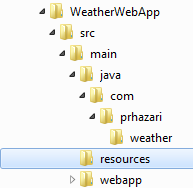 WeatherWebApp
src
main
java
com
prhazari
weather
resources
webapp